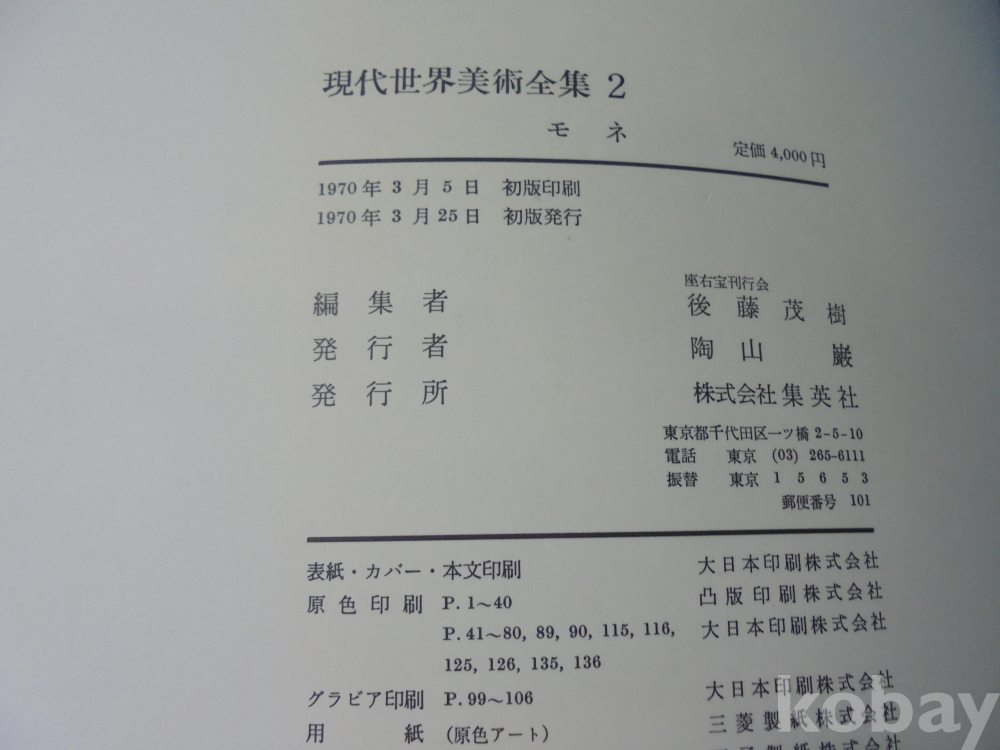 現代世界美術全集 2
モネ
定価 4,000円
1970年 3 月 5 日 初版印刷
1970年 3 月 25日 初版発行
座右宝刊行会
編集者 後藤茂樹
発行者 陶山 巌
発行所 株式会社集英社
東京都千代田区一ツ橋 2-5-10
電話 東京 (03) 265-6111
振替 東京 1 5 6 5 3
郵便番号 101
表紙・カバー・本文印刷 大日本印刷株式会社
原色印刷 P. 1〜40 凸版印刷株式会社
P. 41〜80, 89, 90, 115, 116, 大日本印刷株式会社
125, 126, 135, 136
グラビア印刷 P. 99〜106 大日本印刷株式会社
用 紙 (原色アート) 三菱製紙株式会社
kobay